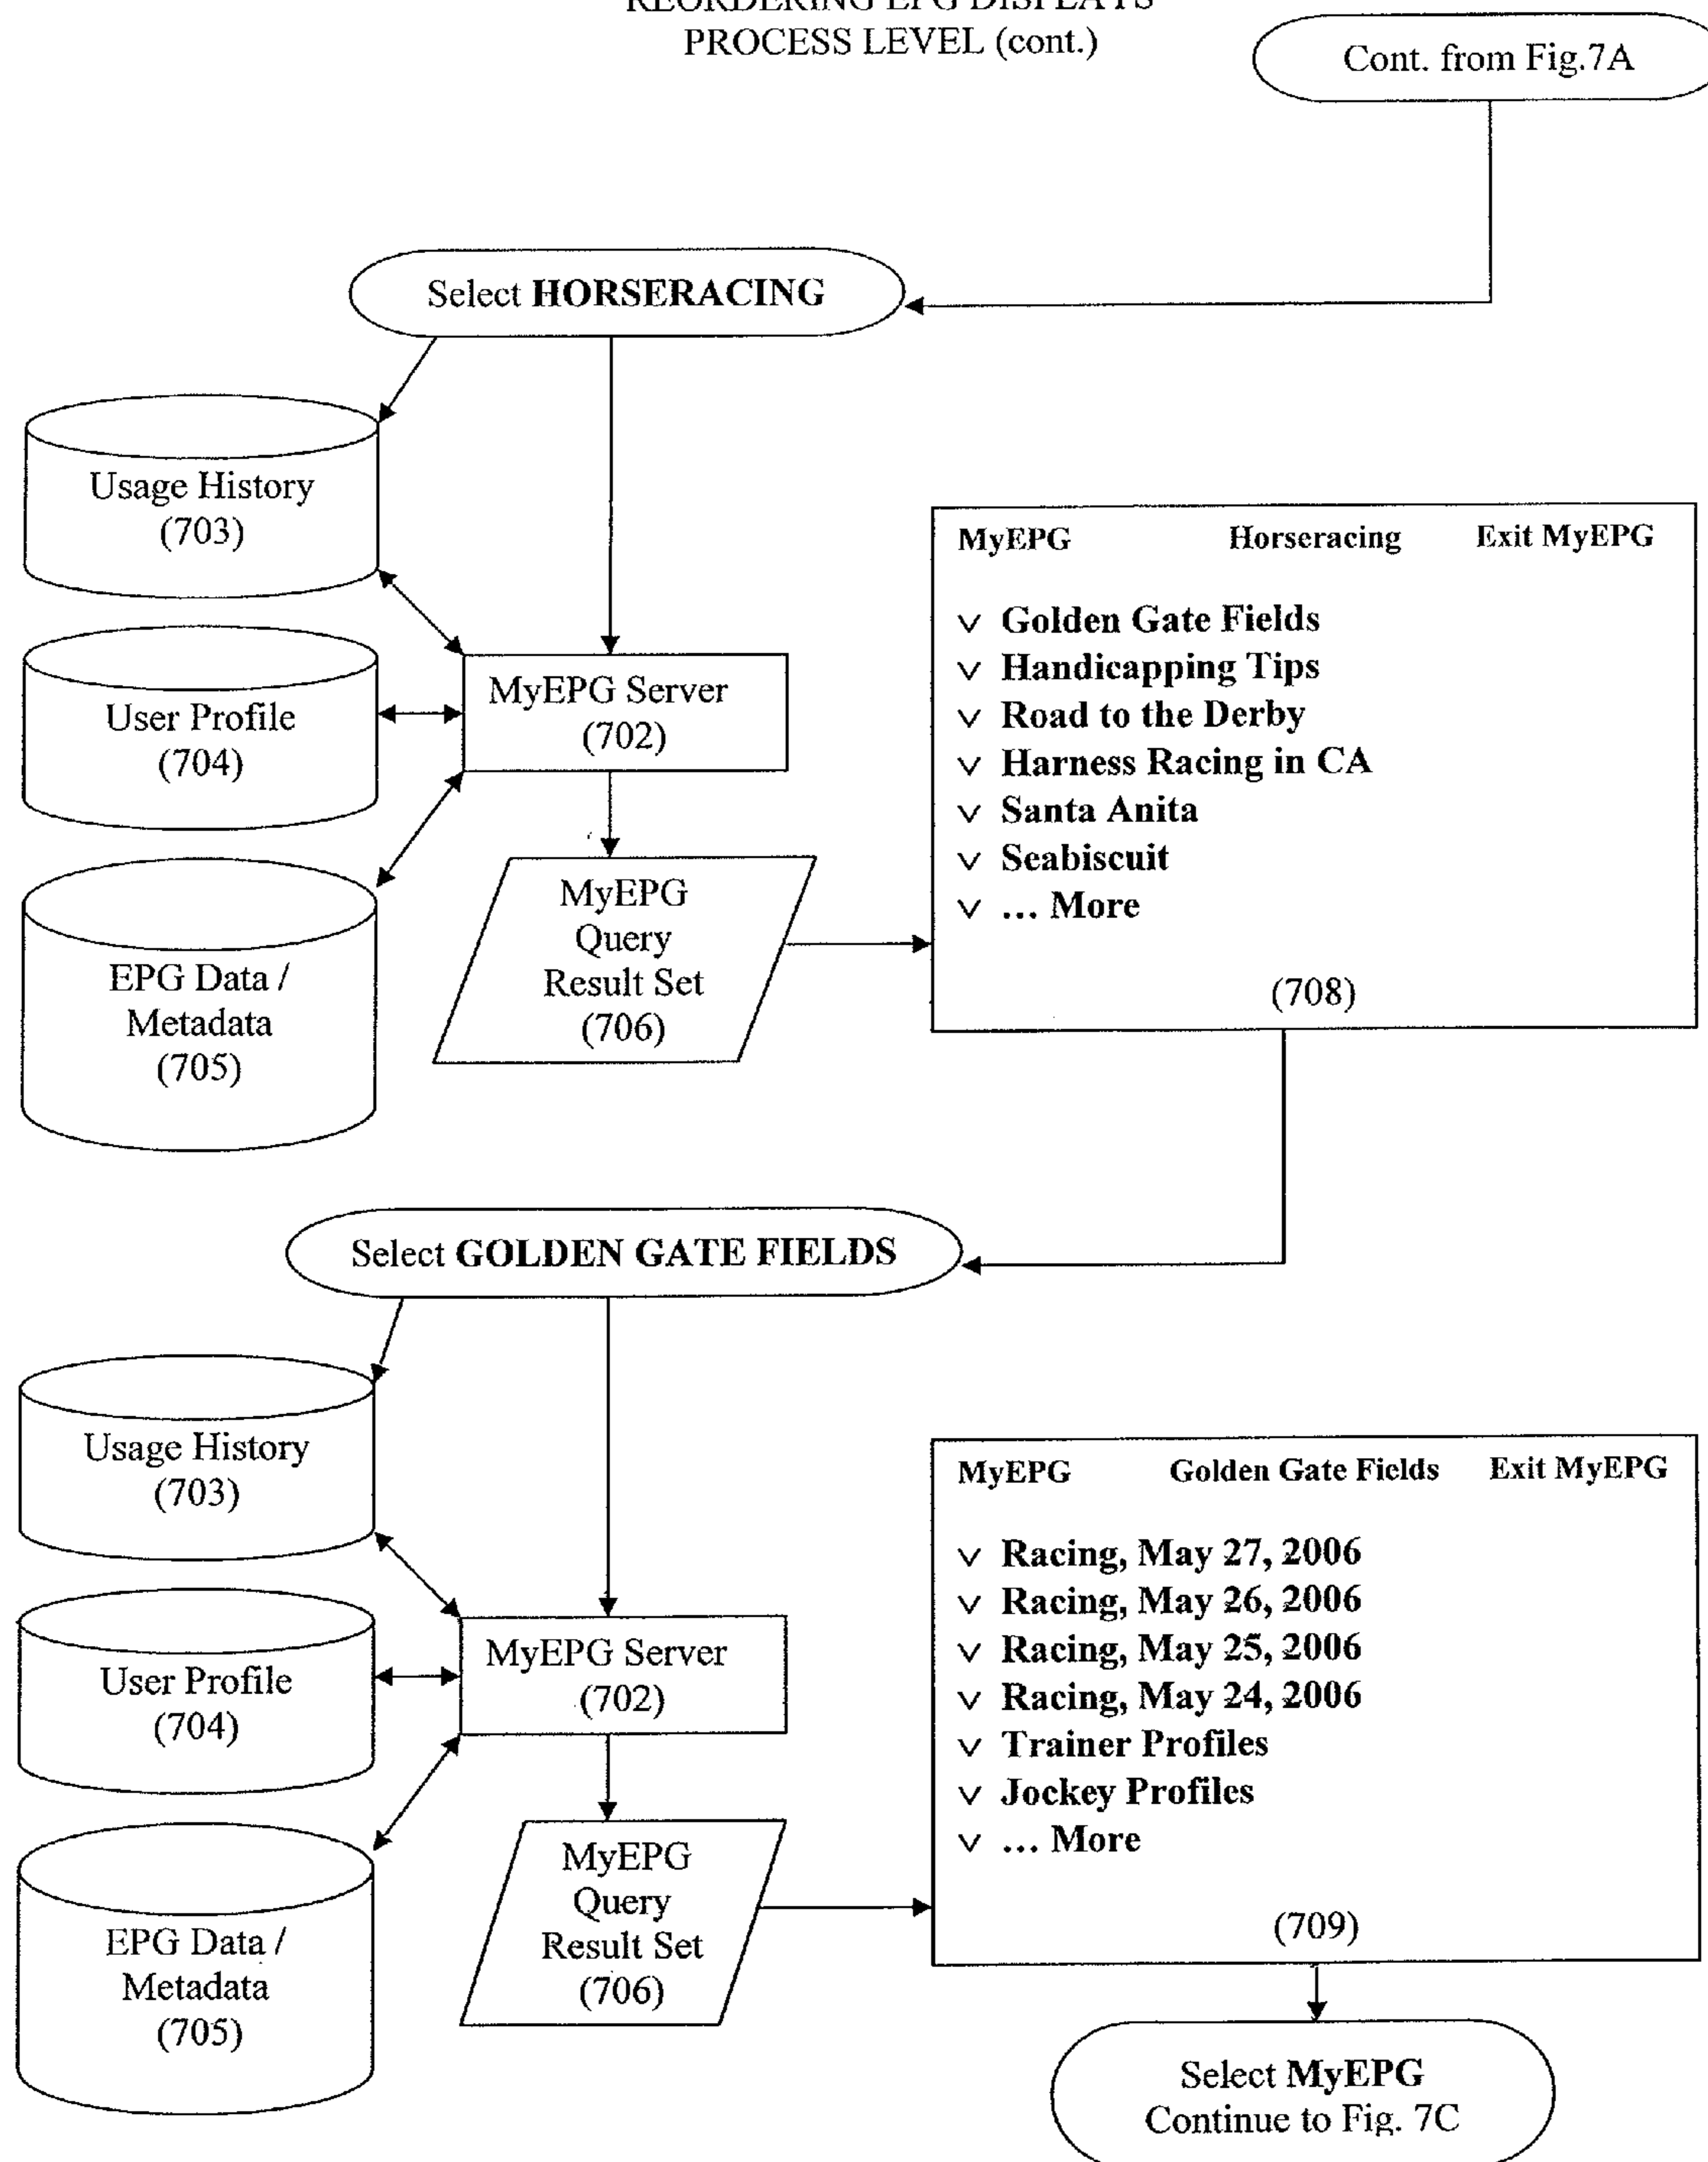 REORDERING EPG DISPLAYS
PROCESS LEVEL (cont.)
Cont. from Fig.7A
Select HORSERACING
Usage History
(703)
User Profile
(704)
EPG Data /
Metadata
(705)
MyEPG Server
(702)
MyEPG
Query
Result Set
(706)
MyEPG Horseracing Exit MyEPG
v Golden Gate Fields
v Handicapping Tips
v Road to the Derby
v Harness Racing in CA
v Santa Anita
v Seabiscuit
v ... More
(708)
Select GOLDEN GATE FIELDS
Usage History
(703)
User Profile
(704)
EPG Data /
Metadata
(705)
MyEPG Server
(702)
MyEPG
Query
Result Set
(706)
MyEPG Golden Gate Fields Exit MyEPG
v Racing, May 27, 2006
v Racing, May 26, 2006
v Racing, May 25, 2006
v Racing, May 24, 2006
v Trainer Profiles
v Jockey Profiles
v ... More
(709)
Select MyEPG
Continue to Fig. 7C